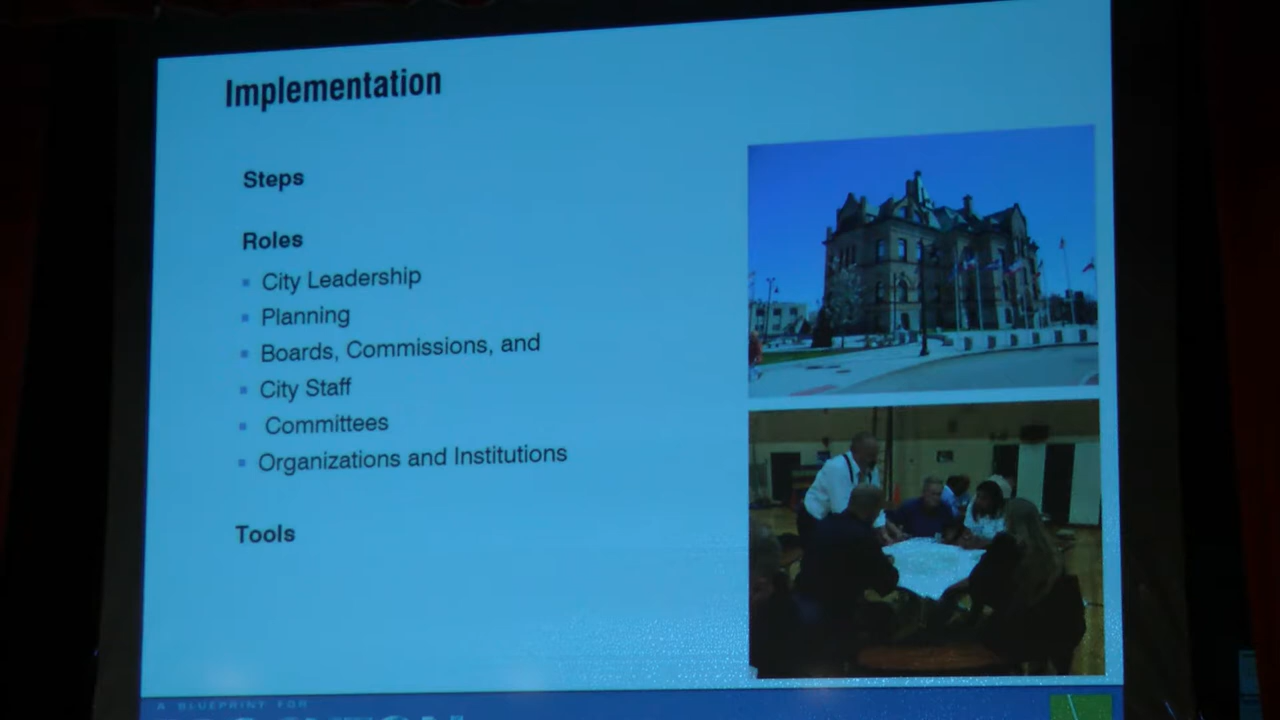 Implementation
Steps
Roles
City Leadership
Planning
Boards, Commissions, and
City Staff
Committees
Organizations and Institutions
Tools
A BLUEPRINT FOR